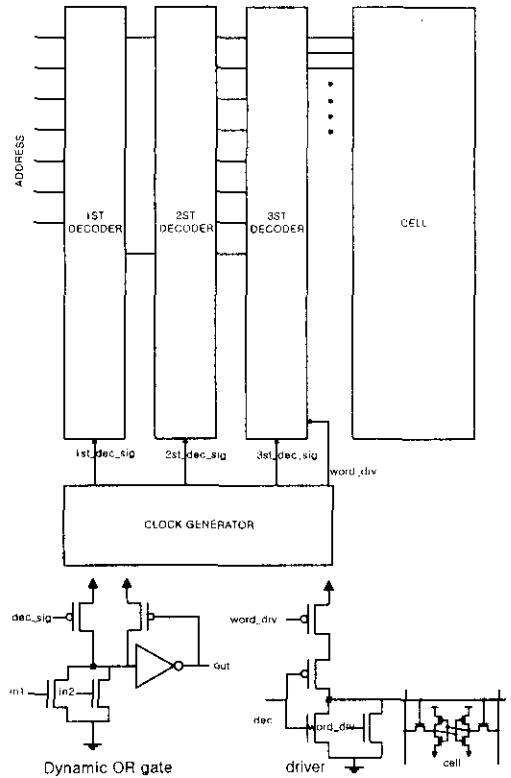 ADDRESS
1ST
DECODER
2ST
DECODER
3ST
DECODER
CELL
1st_dec_sig
2st_dec_sig
3st_dec_sig
word_drv
CLOCK GENERATOR
dec_sig
out
in1
in2
Dynamic OR gate
word_drv
dec
word_drv
driver
cell